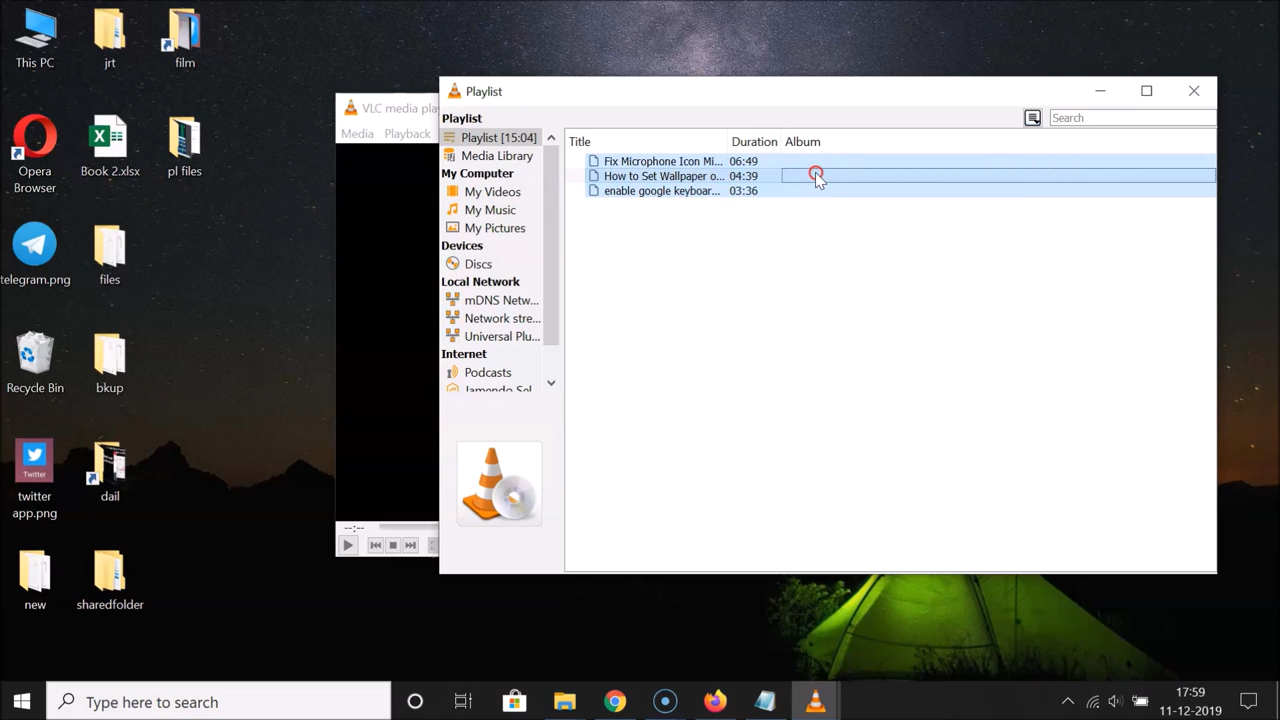 This PC
jrt
film
Opera
Browser
Book 2.xlsx
pl files
telegram.png
files
Recycle Bin
bkup
Twitter
twitter
app.png
dail
new
sharedfolder
VLC media pla
Media Playback
--:--
Playlist
Playlist
Search
Playlist [15:04]
Media Library
My Computer
My Videos
My Music
My Pictures
Devices
Discs
Local Network
mDNS Netw...
Network stre...
Universal Plu...
Internet
Podcasts
Jamendo Sel...
Title Duration Album
Fix Microphone Icon Mi... 06:49
How to Set Wallpaper o... 04:39
enable google keyboar... 03:36
Type here to search
17:59
11-12-2019